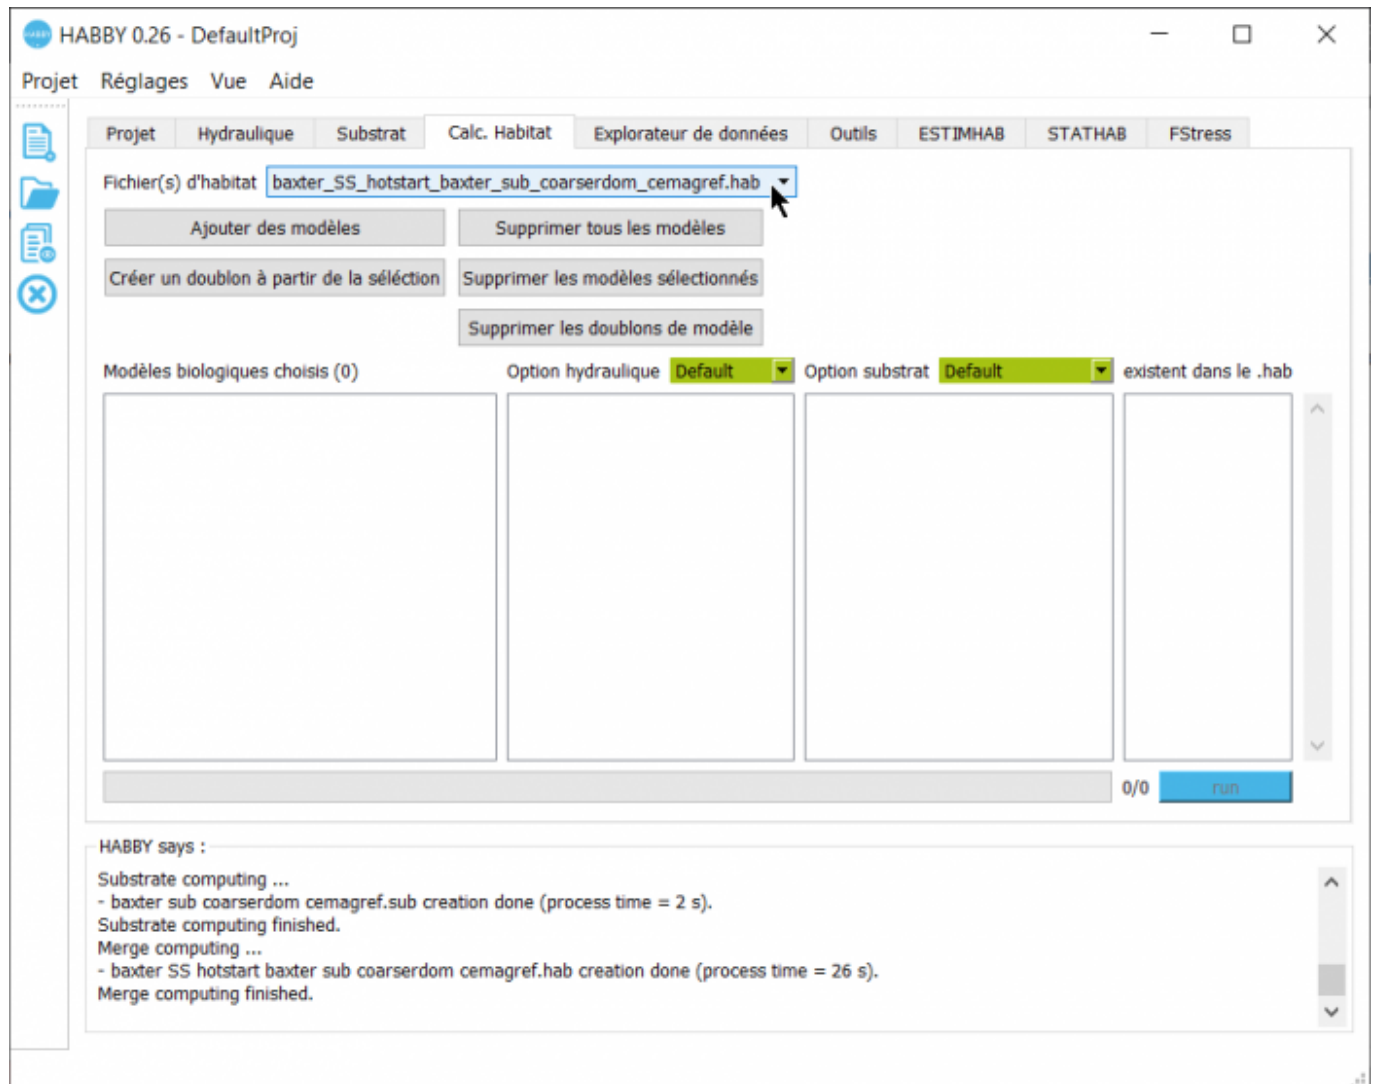 HABBY 0.26 - DefaultProj
Projet Réglages Vue Aide
Projet Hydraulique Substrat Calc. Habitat Explorateur de données Outils ESTIMHAB STATHAB FStress
Fichier(s) d'habitat baxter_SS_hotstart_baxter_sub_coarserdom_cemagref.hab
Ajouter des modèles Supprimer tous les modèles
Créer un doublon à partir de la séléction Supprimer les modèles sélectionnés
Supprimer les doublons de modèle
Modèles biologiques choisis (0) Option hydraulique Default Option substrat Default existent dans le .hab
0/0 run
HABBY says :
Substrate computing ...
- baxter sub coarserdom cemagref.sub creation done (process time = 2 s).
Substrate computing finished.
Merge computing ...
- baxter SS hotstart baxter sub coarserdom cemagref.hab creation done (process time = 26 s).
Merge computing finished.